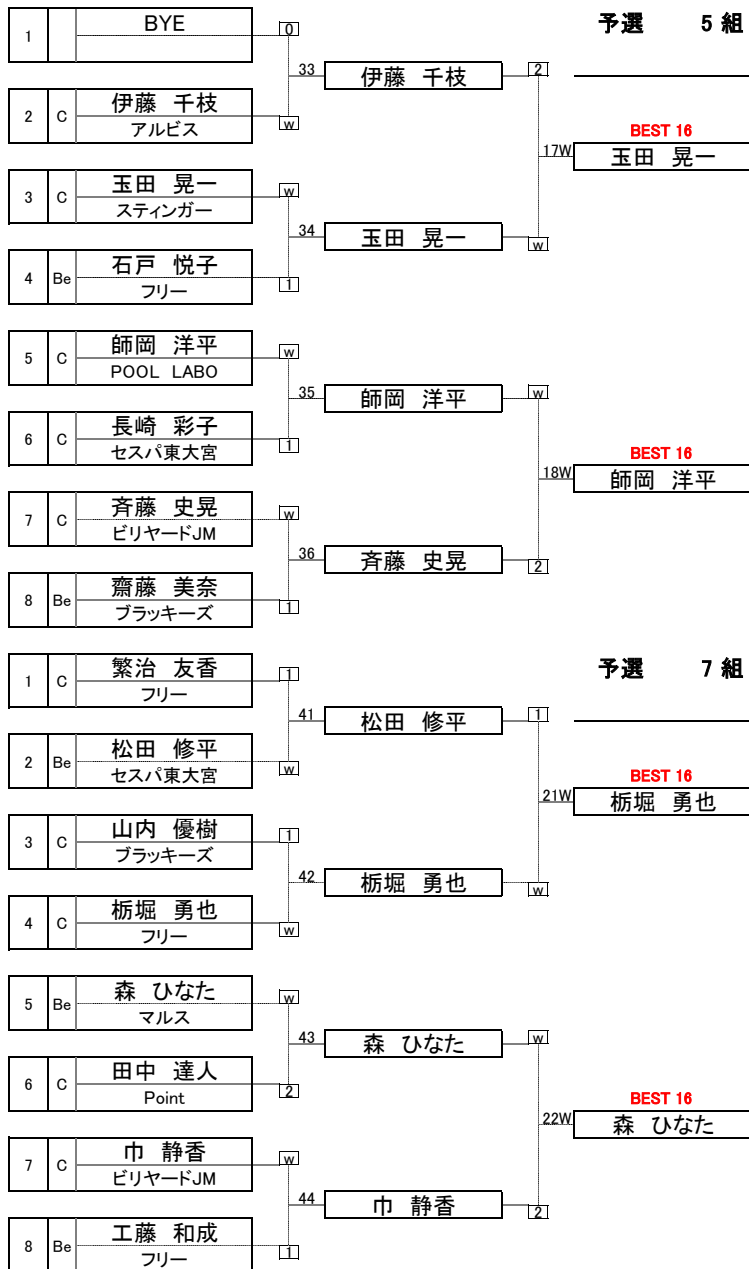 予選 5 組
1 BYE 0
33 伊藤 千枝 2
2 C 伊藤 千枝 w
アルビス
BEST 16
17W 玉田 晃一
3 C 玉田 晃一 w
スティンガー
34 玉田 晃一 w
4 Be 石戸 悦子 1
フリー
5 C 師岡 洋平 w
POOL LABO
35 師岡 洋平 w
6 C 長崎 彩子 1
セスパ東大宮
BEST 16
18W 師岡 洋平
7 C 斉藤 史晃 w
ビリヤードJM
36 斉藤 史晃 2
8 Be 齋藤 美奈 1
ブラッキーズ
予選 7 組
1 C 繁治 友香 1
フリー
41 松田 修平 1
2 Be 松田 修平 w
セスパ東大宮
BEST 16
21W 栃堀 勇也
3 C 山内 優樹 1
ブラッキーズ
42 栃堀 勇也 w
4 C 栃堀 勇也 w
フリー
5 Be 森 ひなた w
マルス
43 森 ひなた w
6 C 田中 達人 2
Point
BEST 16
22W 森 ひなた
7 C 巾 静香 w
ビリヤードJM
44 巾 静香 2
8 Be 工藤 和成 1
フリー